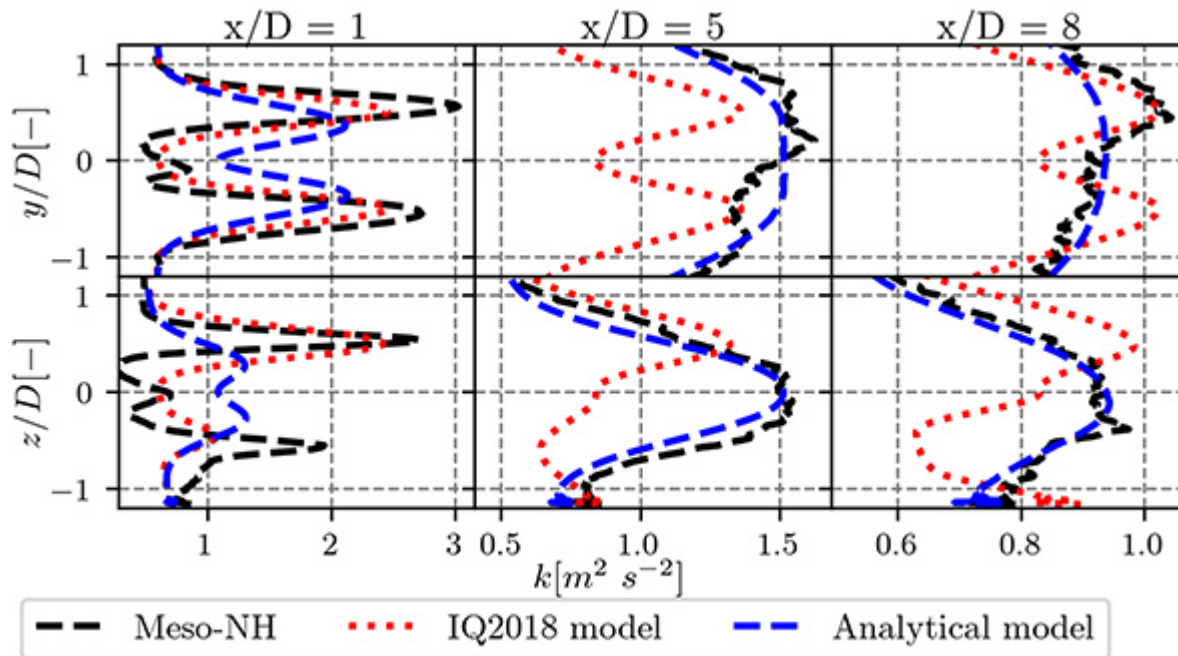 x/D = 1 x/D = 5 x/D = 8
1
y/D[−] 0
−1
1
z/D[−] 0
−1
1 2 3 0.5 1.0 1.5 0.6 0.8 1.0
k[m² s⁻²]
Meso-NH IQ2018 model Analytical model